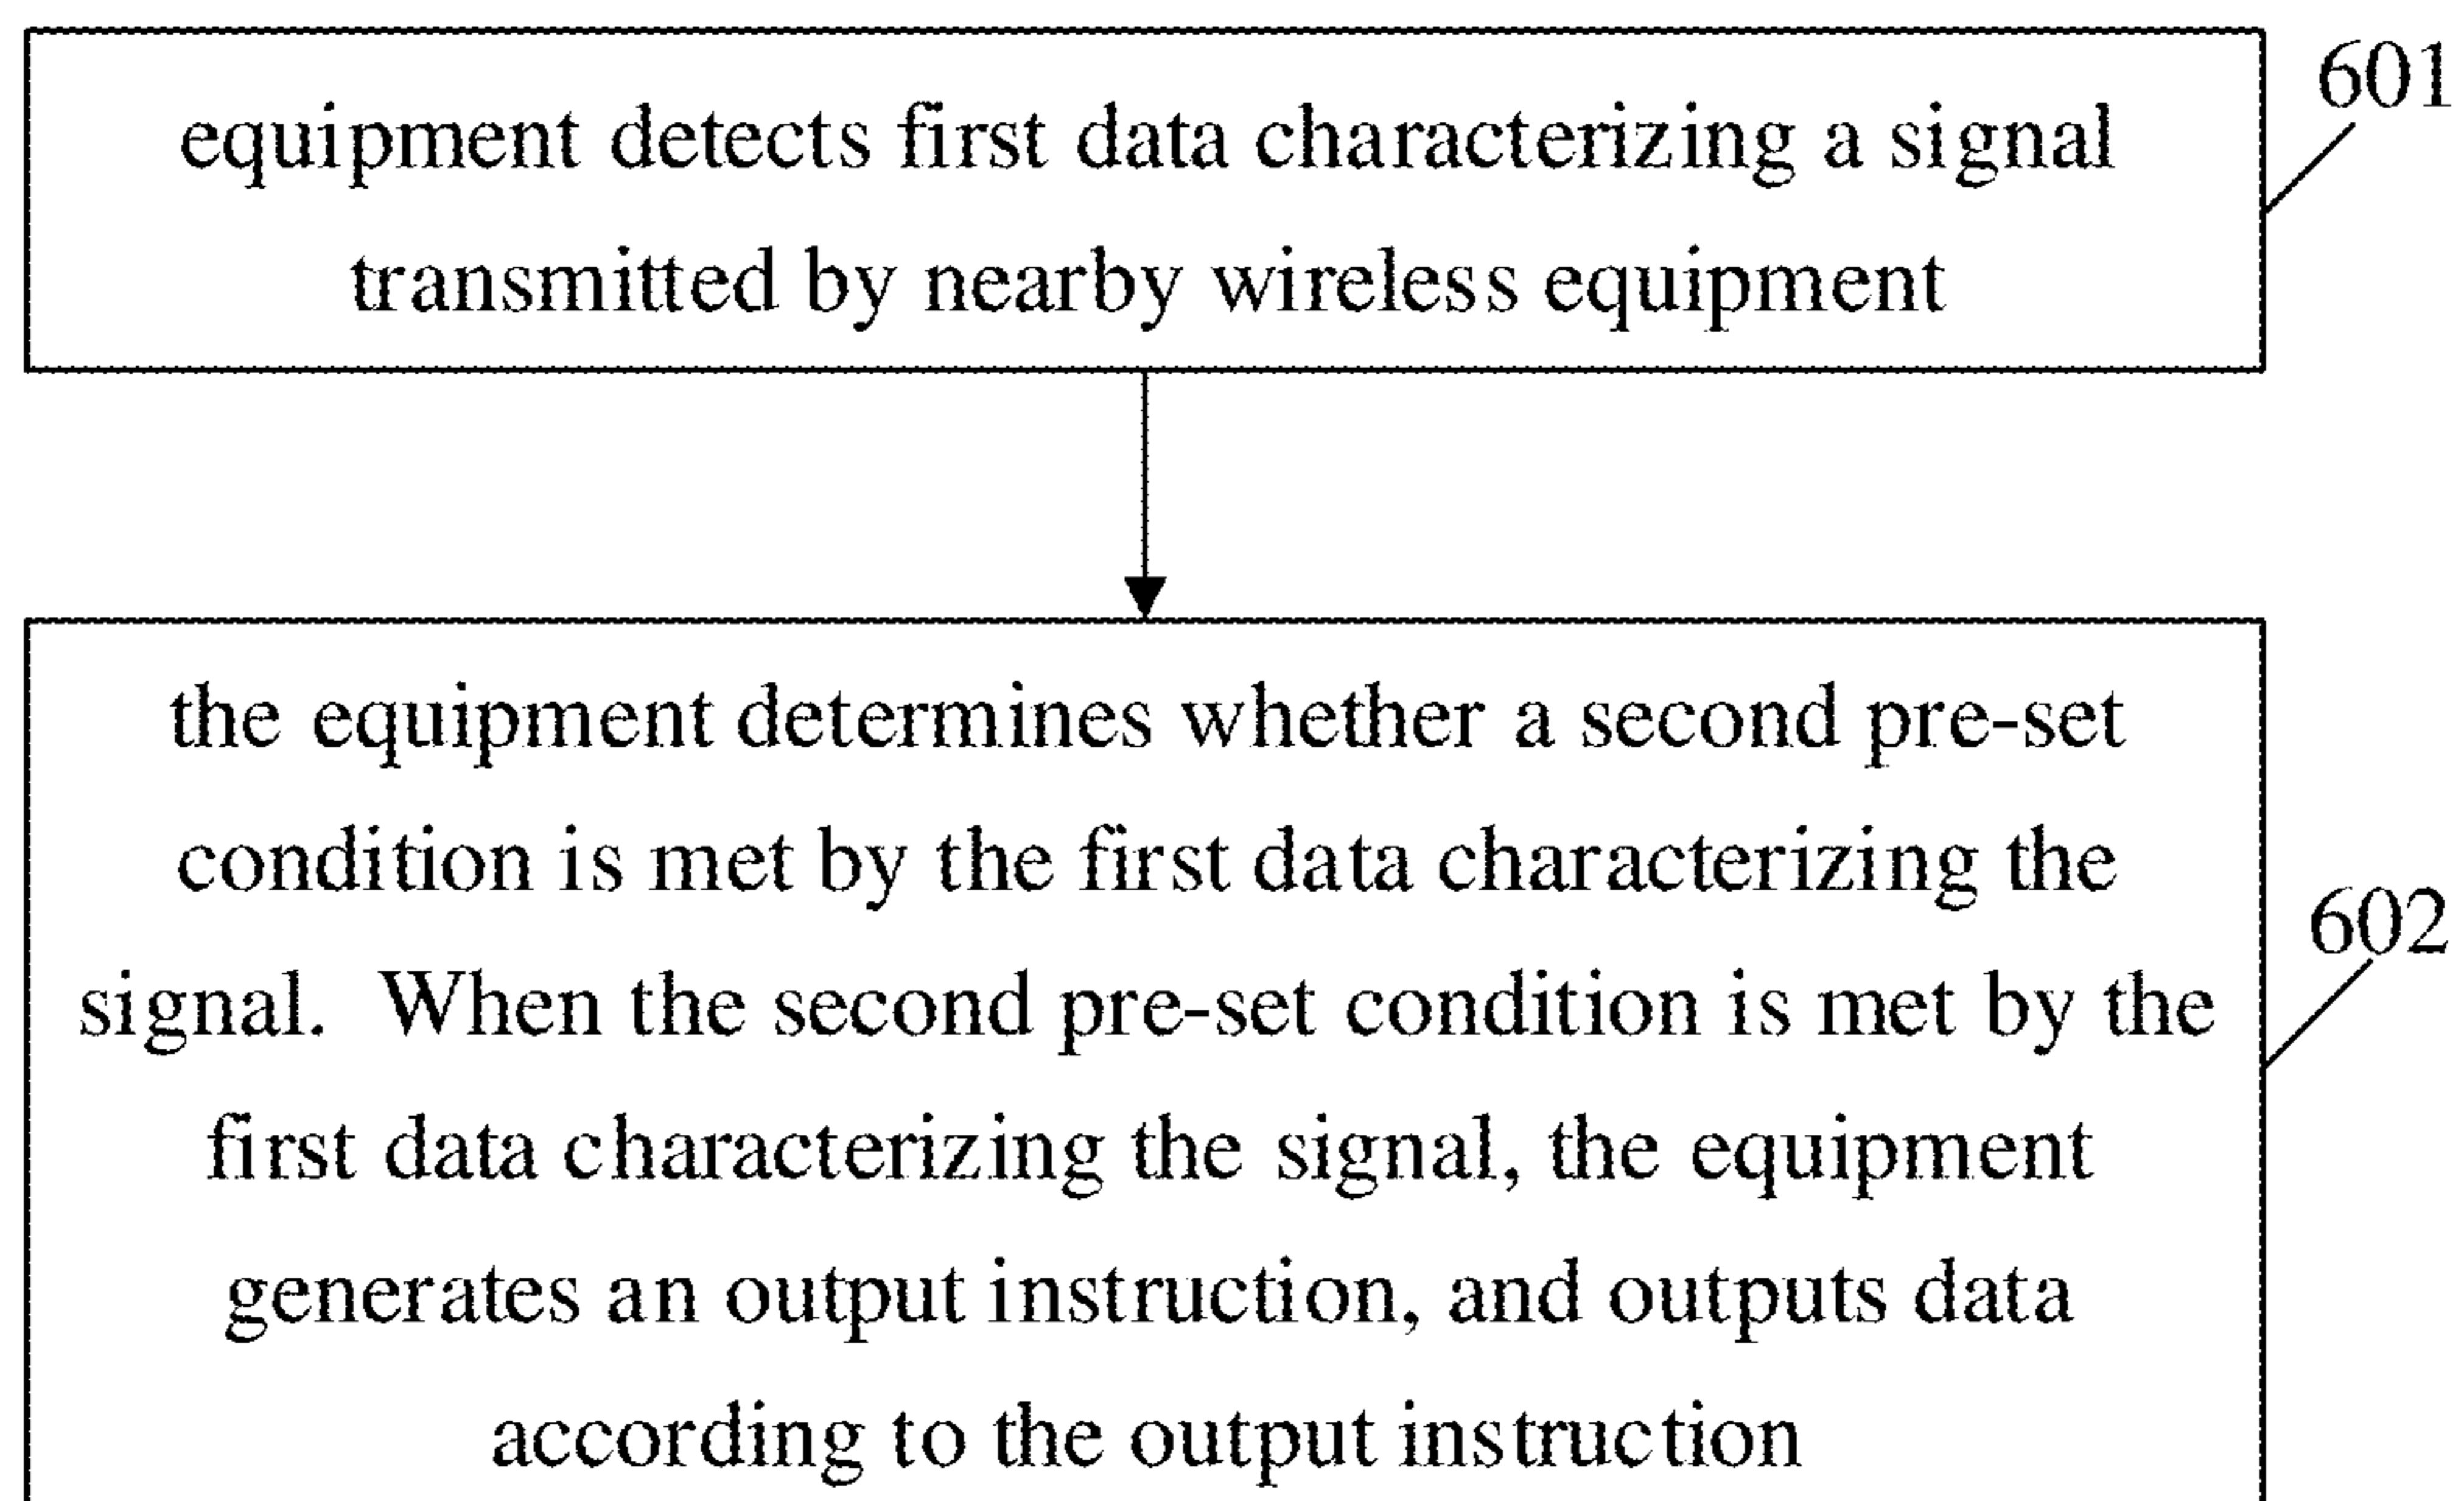 equipment detects first data characterizing a signal
transmitted by nearby wireless equipment
601
the equipment determines whether a second pre-set
condition is met by the first data characterizing the
signal. When the second pre-set condition is met by the
first data characterizing the signal, the equipment
generates an output instruction, and outputs data
according to the output instruction
602